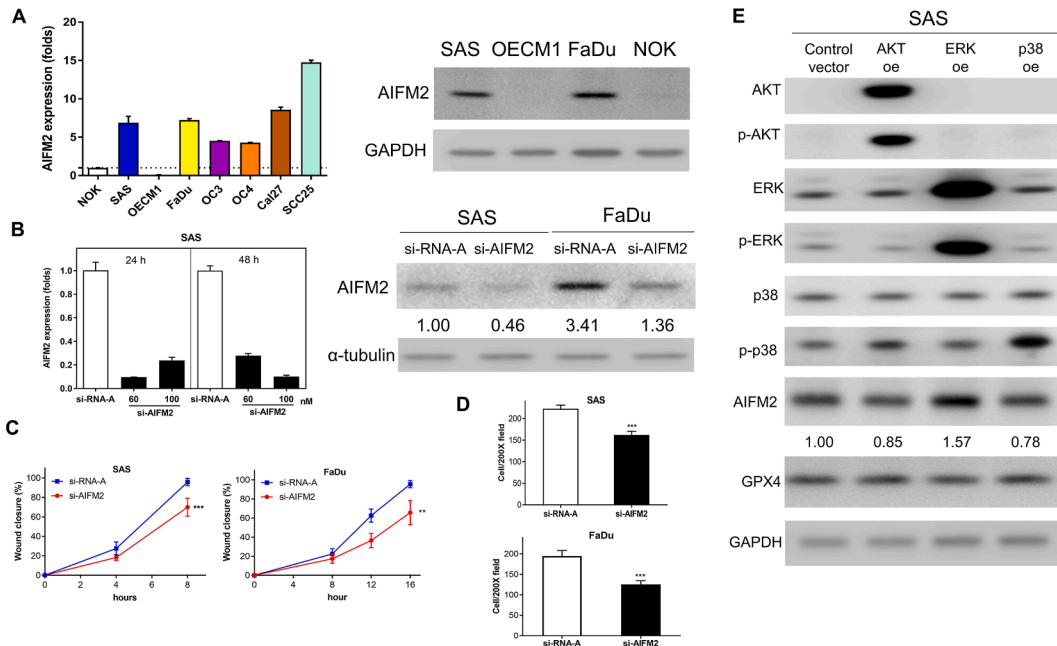 A
AIFM2 expression (folds)
20
15
10
5
0
NOK
SAS
OECM1
FaDu
OC3
OC4
Cal27
SCC25
SAS OECM1 FaDu NOK
AIFM2
GAPDH
B
SAS
24 h
48 h
AIFM2 expression (folds)
1.0
0.8
0.6
0.4
0.2
0.0
si-RNA-A 60 100 si-RNA-A 60 100 nM
si-AIFM2 si-AIFM2
SAS FaDu
si-RNA-A si-AIFM2 si-RNA-A si-AIFM2
AIFM2
1.00 0.46 3.41 1.36
α-tubulin
C
SAS
si-RNA-A
si-AIFM2
Wound closure (%)
100
80
60
40
20
0
***
0 4 8
hours
FaDu
si-RNA-A
si-AIFM2
Wound closure (%)
100
80
60
40
20
0
**
0 8 12 16
hour
D
SAS
Cell/200X field
200
150
100
50
0
***
si-RNA-A si-AIFM2
FaDu
Cell/200X field
200
150
100
50
0
***
si-RNA-A si-AIFM2
E
SAS
Control vector
AKT oe
ERK oe
p38 oe
AKT
p-AKT
ERK
p-ERK
p38
p-p38
AIFM2
1.00 0.85 1.57 0.78
GPX4
GAPDH